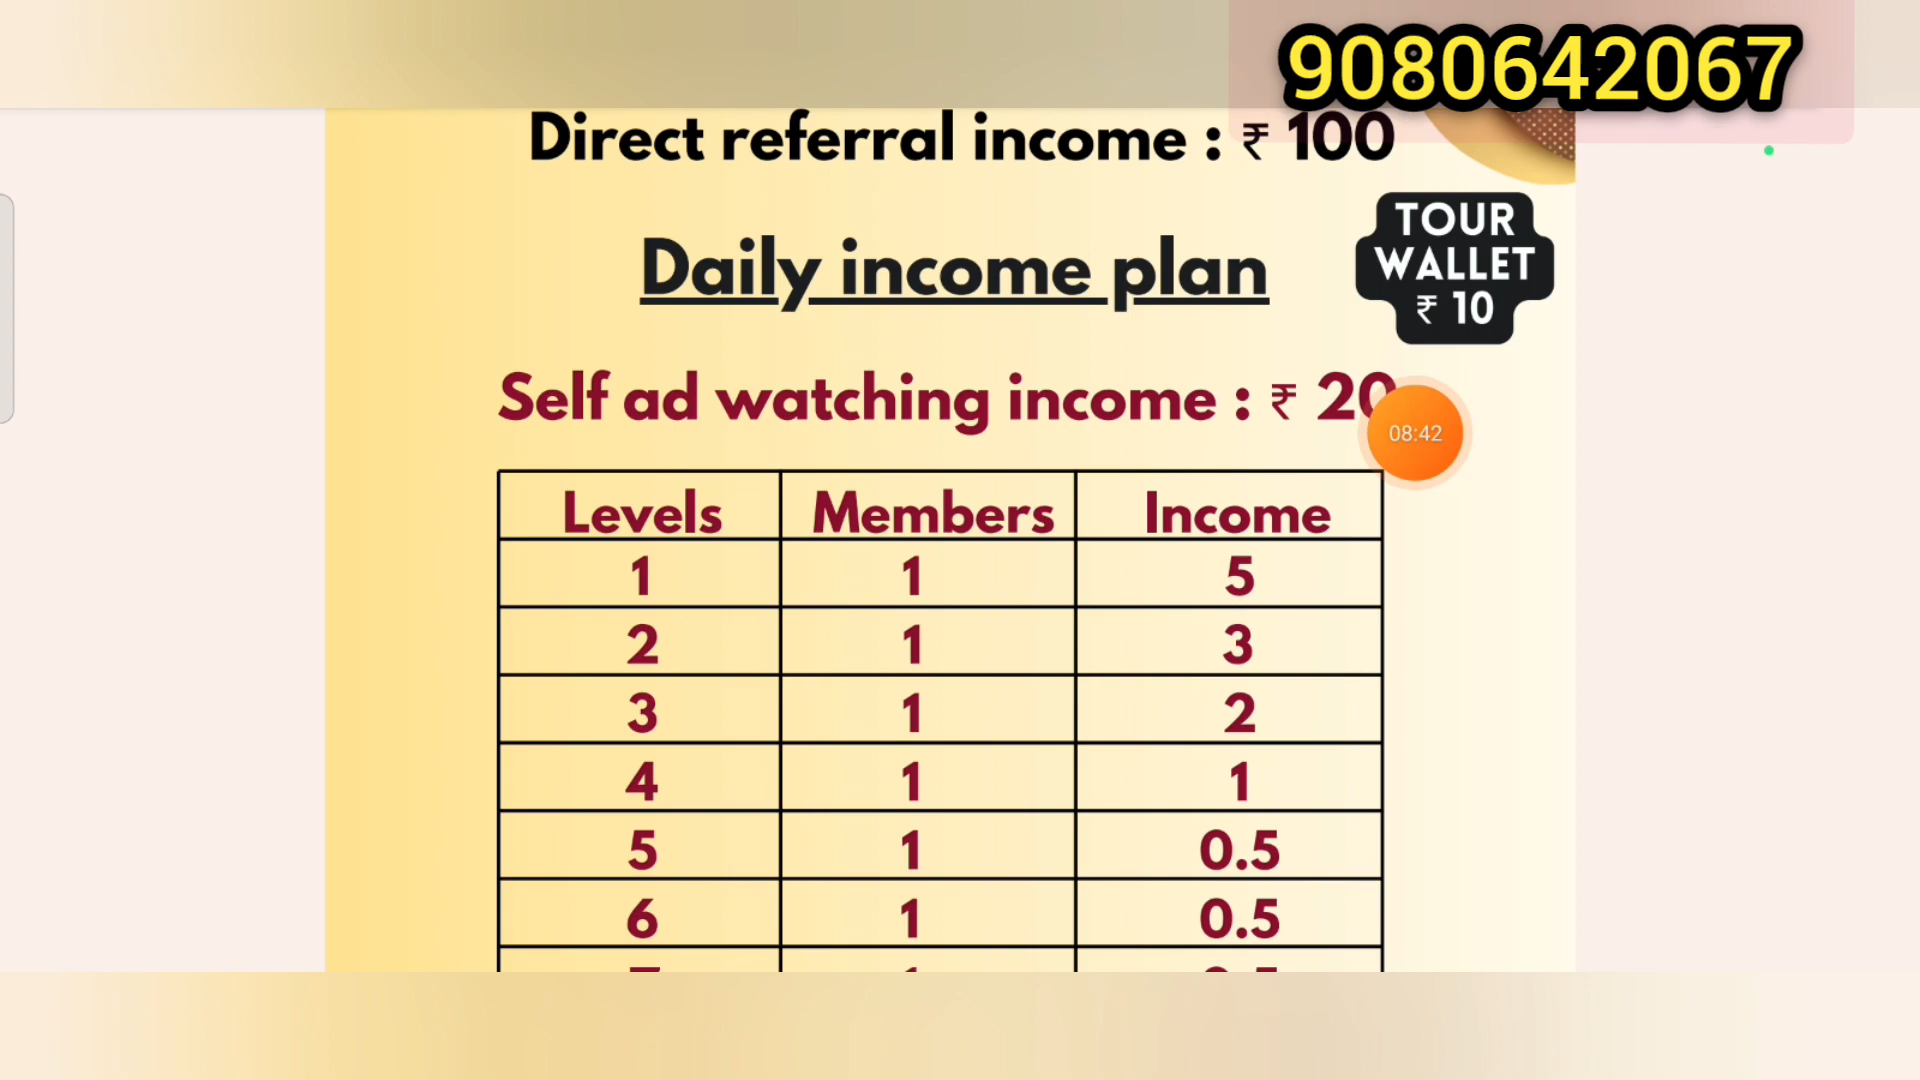 9080642067
Direct referral income : ₹ 100
Daily income plan
TOUR
WALLET
₹ 10
Self ad watching income : ₹ 20
08:42
Levels Members Income
1 1 5
2 1 3
3 1 2
4 1 1
5 1 0.5
6 1 0.5